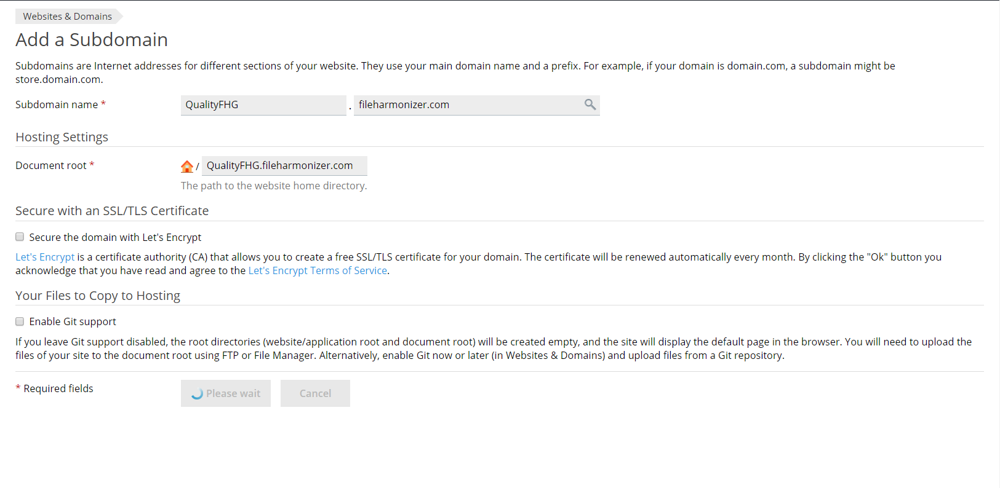 Websites & Domains
Add a Subdomain
Subdomains are Internet addresses for different sections of your website. They use your main domain name and a prefix. For example, if your domain is domain.com, a subdomain might be
store.domain.com.
Subdomain name * QualityFHG . fileharmonizer.com
Hosting Settings
Document root * / QualityFHG.fileharmonizer.com
The path to the website home directory.
Secure with an SSL/TLS Certificate
Secure the domain with Let's Encrypt
Let's Encrypt is a certificate authority (CA) that allows you to create a free SSL/TLS certificate for your domain. The certificate will be renewed automatically every month. By clicking the "Ok" button you
acknowledge that you have read and agree to the Let's Encrypt Terms of Service.
Your Files to Copy to Hosting
Enable Git support
If you leave Git support disabled, the root directories (website/application root and document root) will be created empty, and the site will display the default page in the browser. You will need to upload the
files of your site to the document root using FTP or File Manager. Alternatively, enable Git now or later (in Websites & Domains) and upload files from a Git repository.
* Required fields Please wait Cancel